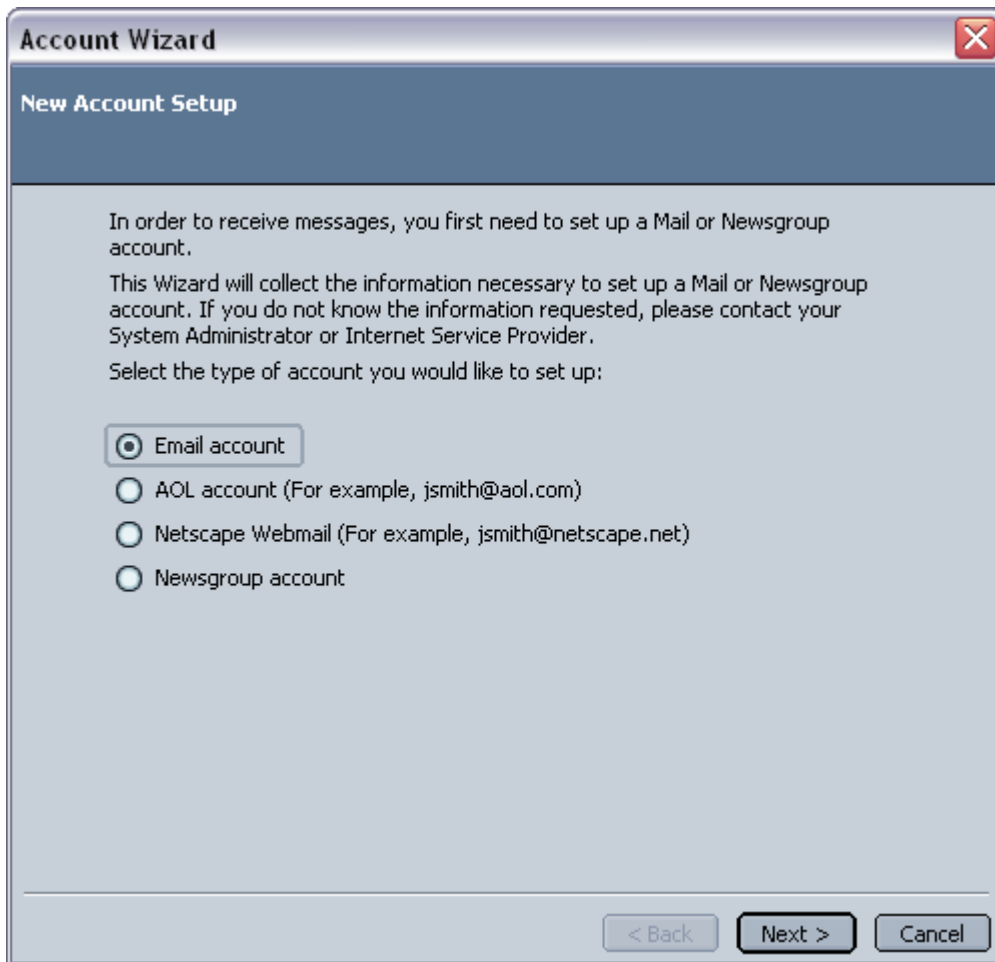 Account Wizard
New Account Setup
In order to receive messages, you first need to set up a Mail or Newsgroup
account.
This Wizard will collect the information necessary to set up a Mail or Newsgroup
account. If you do not know the information requested, please contact your
System Administrator or Internet Service Provider.
Select the type of account you would like to set up:
Email account
AOL account (For example, jsmith@aol.com)
Netscape Webmail (For example, jsmith@netscape.net)
Newsgroup account
< Back Next > Cancel